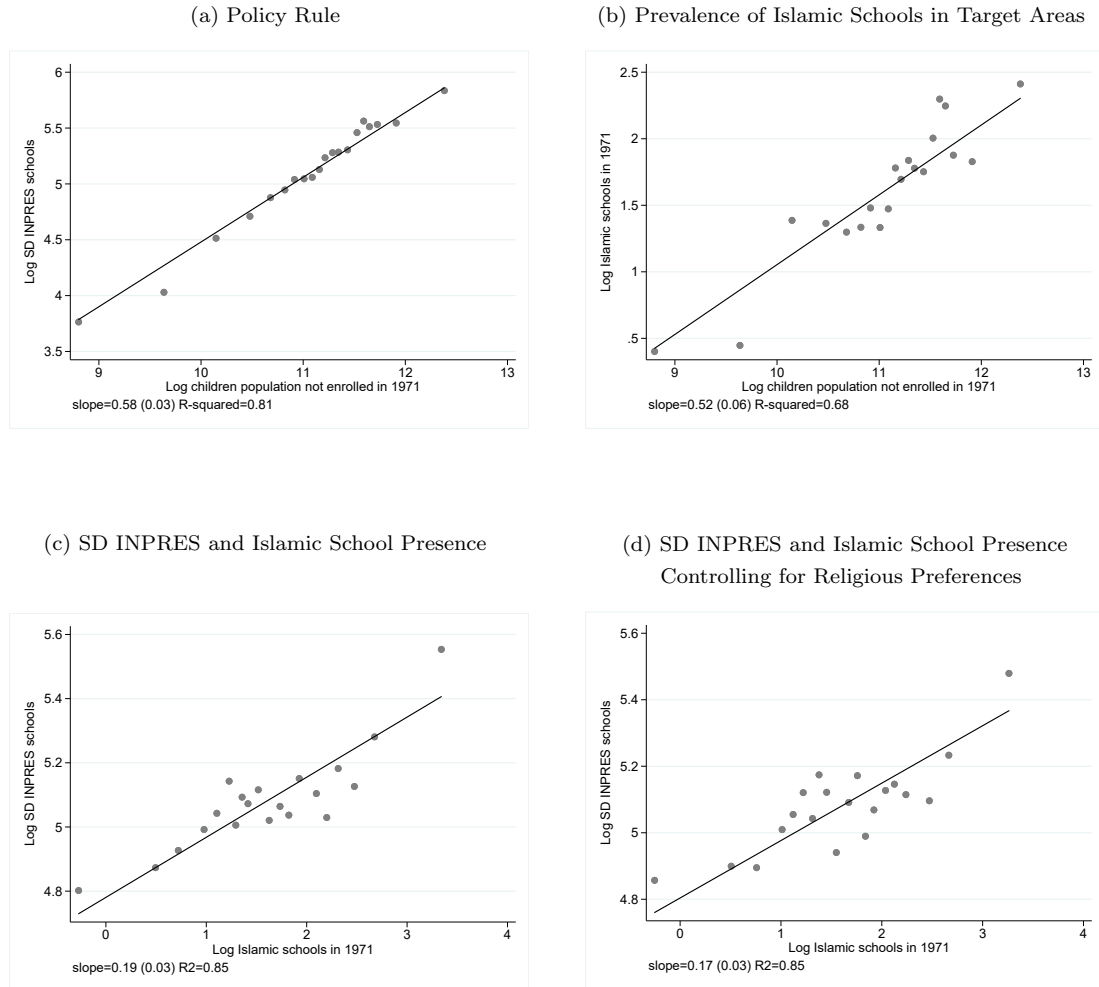 (a) Policy Rule
6
5.5
5
4.5
4
3.5
Log SD INPRES schools
9 10 11 12 13
Log children population not enrolled in 1971
slope=0.58 (0.03) R-squared=0.81
(b) Prevalence of Islamic Schools in Target Areas
2.5
2
1.5
1
.5
Log Islamic schools in 1971
9 10 11 12 13
Log children population not enrolled in 1971
slope=0.52 (0.06) R-squared=0.68
(c) SD INPRES and Islamic School Presence
5.6
5.4
5.2
5
4.8
Log SD INPRES schools
0 1 2 3 4
Log Islamic schools in 1971
slope=0.19 (0.03) R2=0.85
(d) SD INPRES and Islamic School Presence
Controlling for Religious Preferences
5.6
5.4
5.2
5
4.8
Log SD INPRES schools
0 1 2 3 4
Log Islamic schools in 1971
slope=0.17 (0.03) R2=0.85